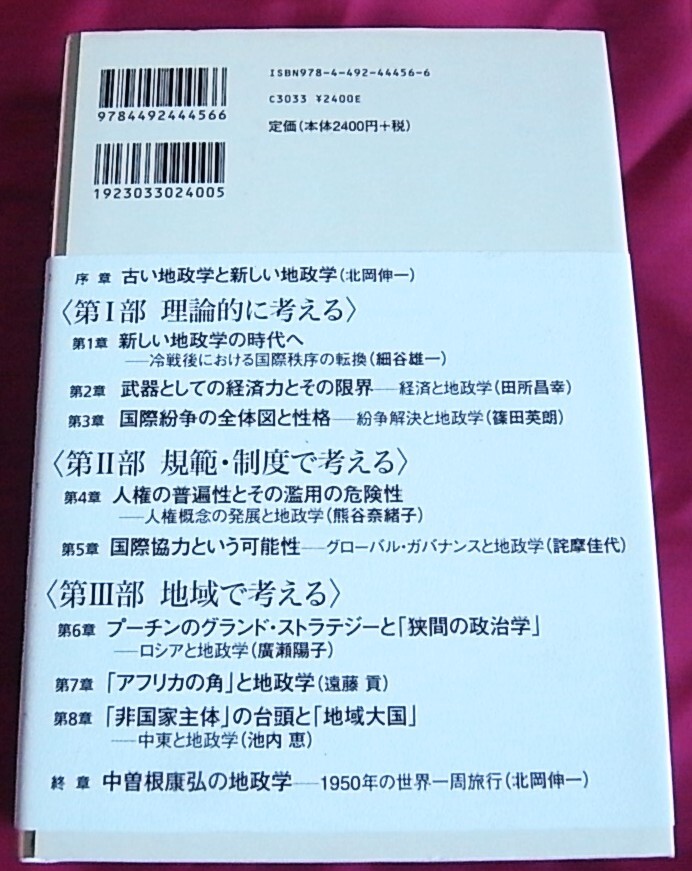 ISBN978-4-492-44456-6
9784492444566
C3033 ¥2400E
定価(本体2400円+税)
1923033024005
序 章 古い地政学と新しい地政学(北岡伸一)
〈第Ⅰ部 理論的に考える〉
第1章 新しい地政学の時代へ
──冷戦後における国際秩序の転換(細谷雄一)
第2章 武器としての経済力とその限界──経済と地政学(田所昌幸)
第3章 国際紛争の全体図と性格──紛争解決と地政学(篠田英朗)
〈第Ⅱ部 規範・制度で考える〉
第4章 人権の普遍性とその濫用の危険性
──人権概念の発展と地政学(熊谷奈緒子)
第5章 国際協力という可能性──グローバル・ガバナンスと地政学(詫摩佳代)
〈第Ⅲ部 地域で考える〉
第6章 プーチンのグランド・ストラテジーと「狭間の政治学」
──ロシアと地政学(廣瀬陽子)
第7章 「アフリカの角」と地政学(遠藤 貢)
第8章 「非国家主体」の台頭と「地域大国」
──中東と地政学(池内 恵)
終 章 中曽根康弘の地政学──1950年の世界一周旅行(北岡伸一)